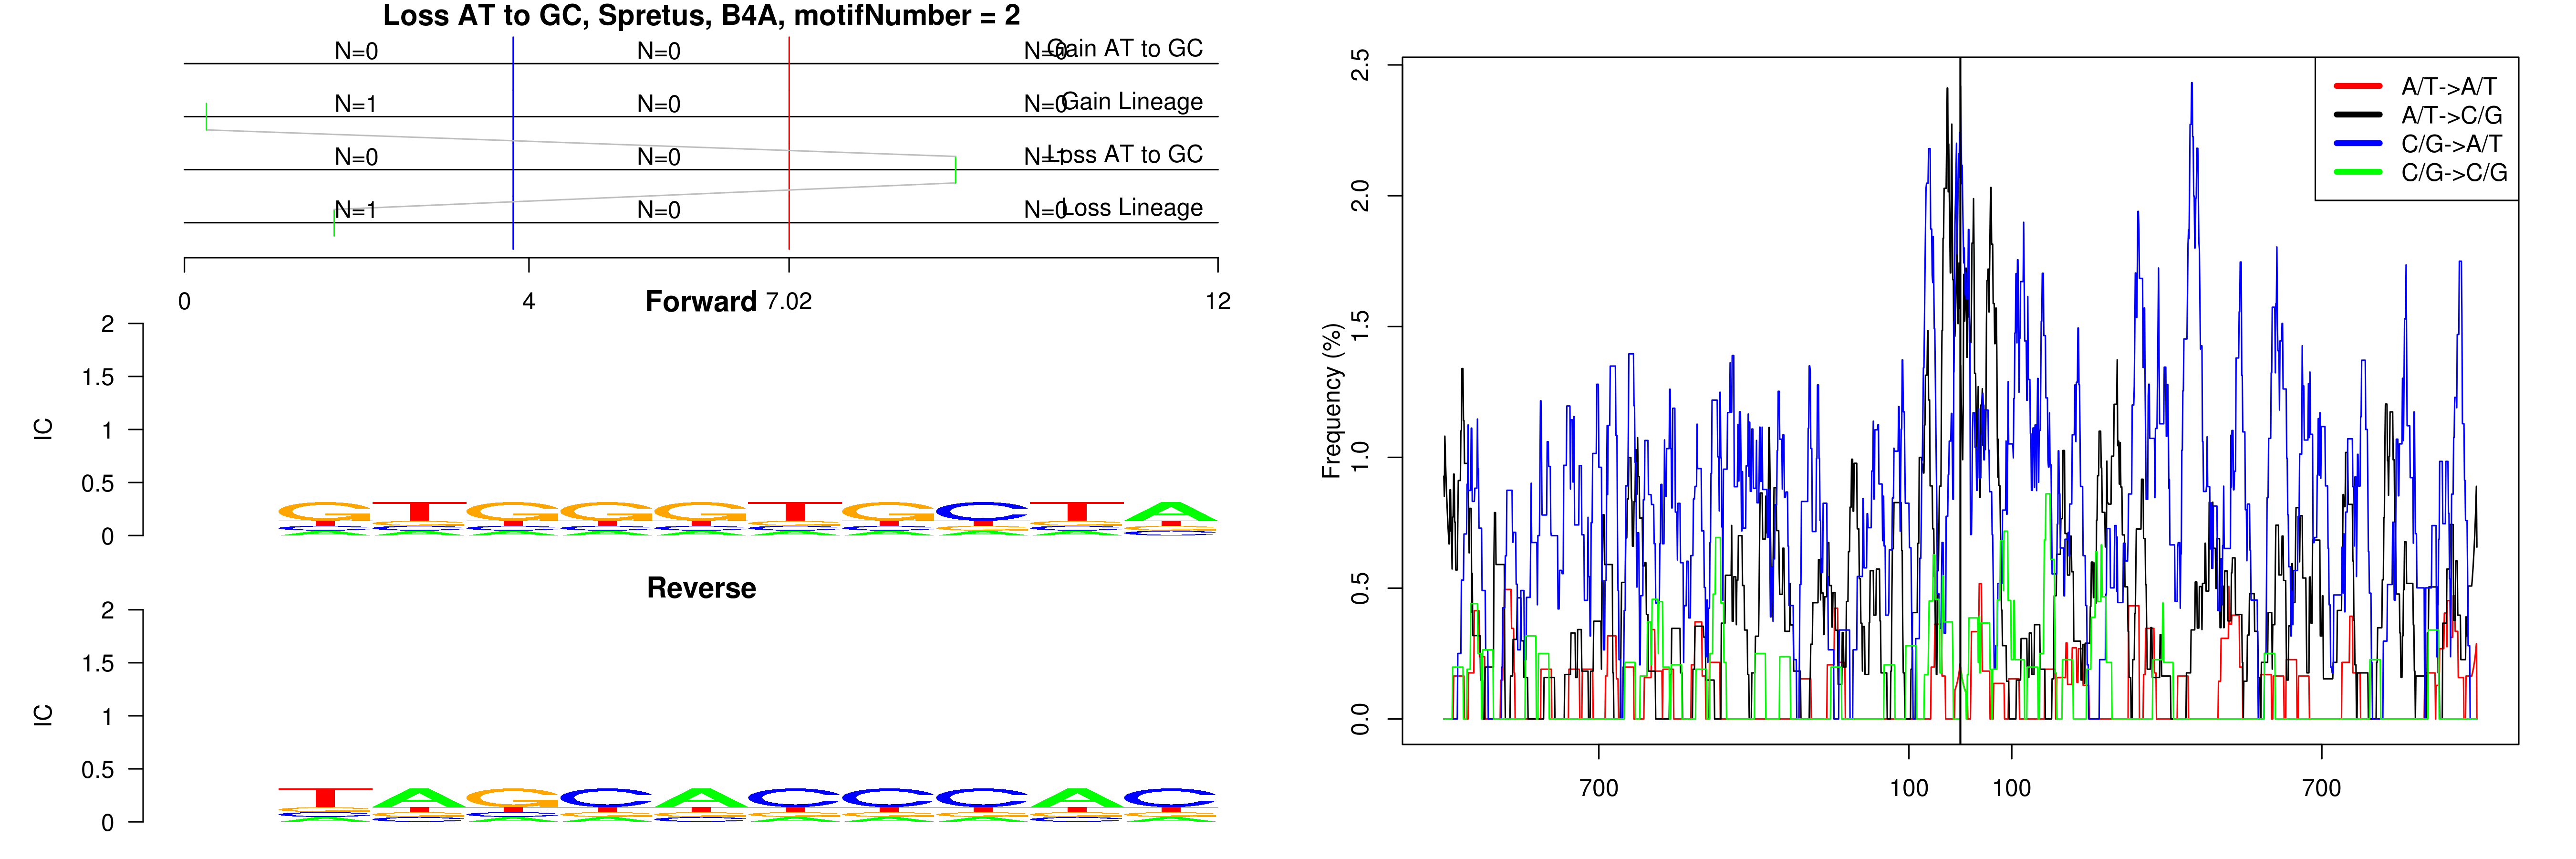 Loss AT to GC, Spretus, B4A, motifNumber = 2
N=0 N=0 N=0 Gain AT to GC
N=1 N=0 N=0 Gain Lineage
N=0 N=0 N=1 Loss AT to GC
N=1 N=0 N=0 Loss Lineage
0 4 7.02 12
Forward
IC
2
1.5
1
0.5
0
GTGGGTGCTA
Reverse
IC
2
1.5
1
0.5
0
TAGCACCCAC
Frequency (%)
2.5
2.0
1.5
1.0
0.5
0.0
700 100 100 700
A/T->A/T
A/T->C/G
C/G->A/T
C/G->C/G